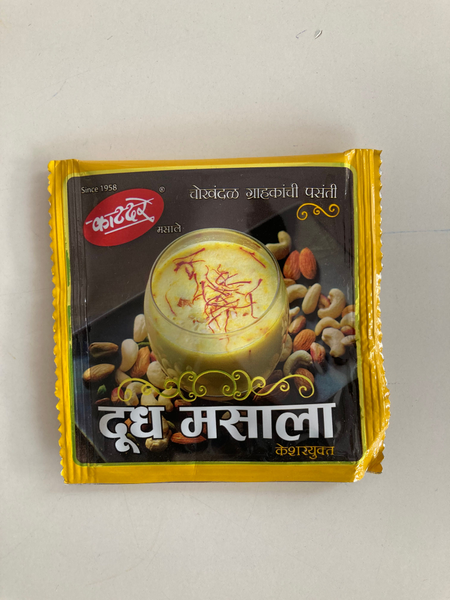 Since 1958
®
चोखंदळ ग्राहकांची पसंती
काटदरे
मसाले
दूध मसाला
केशरयुक्त